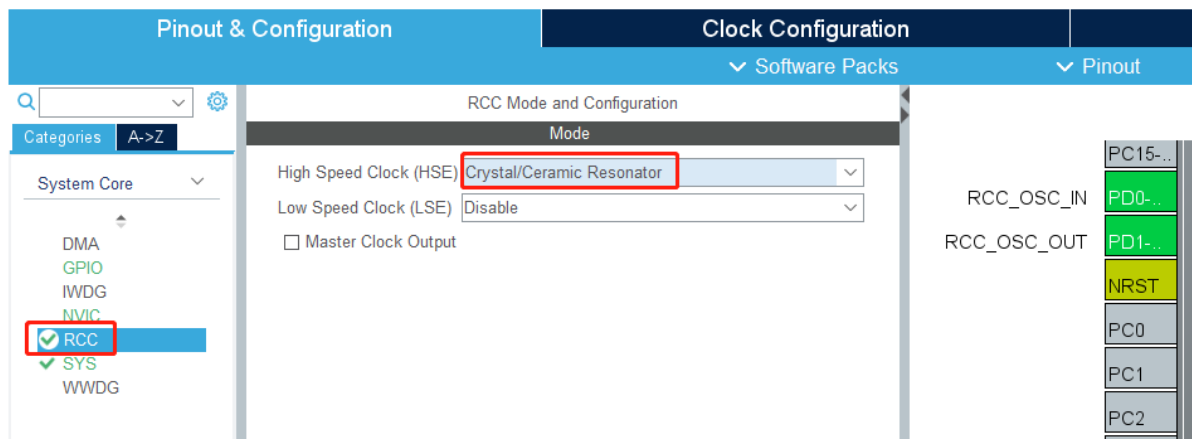 Pinout & Configuration
Clock Configuration
Software Packs
Pinout
Categories
A->Z
System Core
DMA
GPIO
IWDG
NVIC
RCC
SYS
WWDG
RCC Mode and Configuration
Mode
High Speed Clock (HSE) Crystal/Ceramic Resonator
Low Speed Clock (LSE) Disable
Master Clock Output
PC15-..
RCC_OSC_IN PD0-..
RCC_OSC_OUT PD1-..
NRST
PC0
PC1
PC2